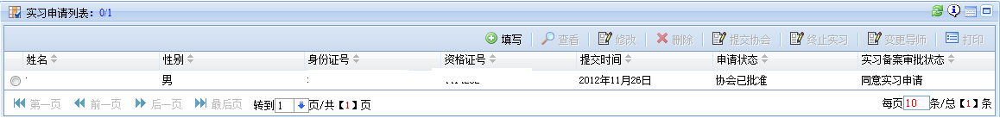 实习申请列表：0/1
填写 查看 修改 删除 提交协会 终止实习 变更导师 打印
姓名 性别 身份证号 资格证号 提交时间 申请状态 实习备案审批状态
男 2012年11月26日 协会已批准 同意实习申请
第一页 前一页 后一页 最后页 转到 1 页/共【1】页 每页 10 条/总【1】条